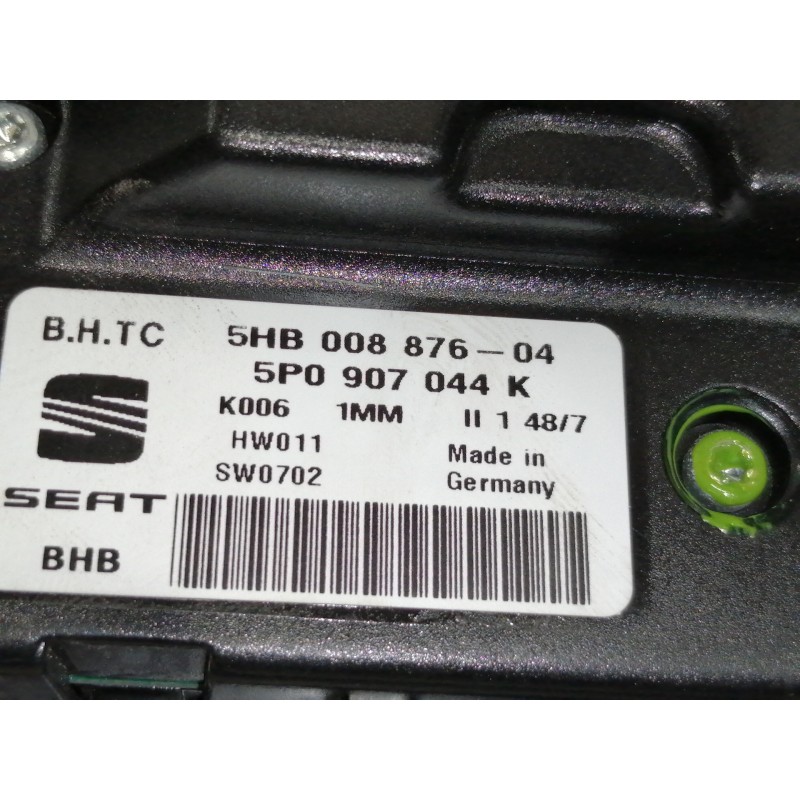 B.H.TC 5HB 008 876-04
5P0 907 044 K
K006 1MM II 1 48/7
HW011 Made in
SW0702 Germany
SEAT
BHB